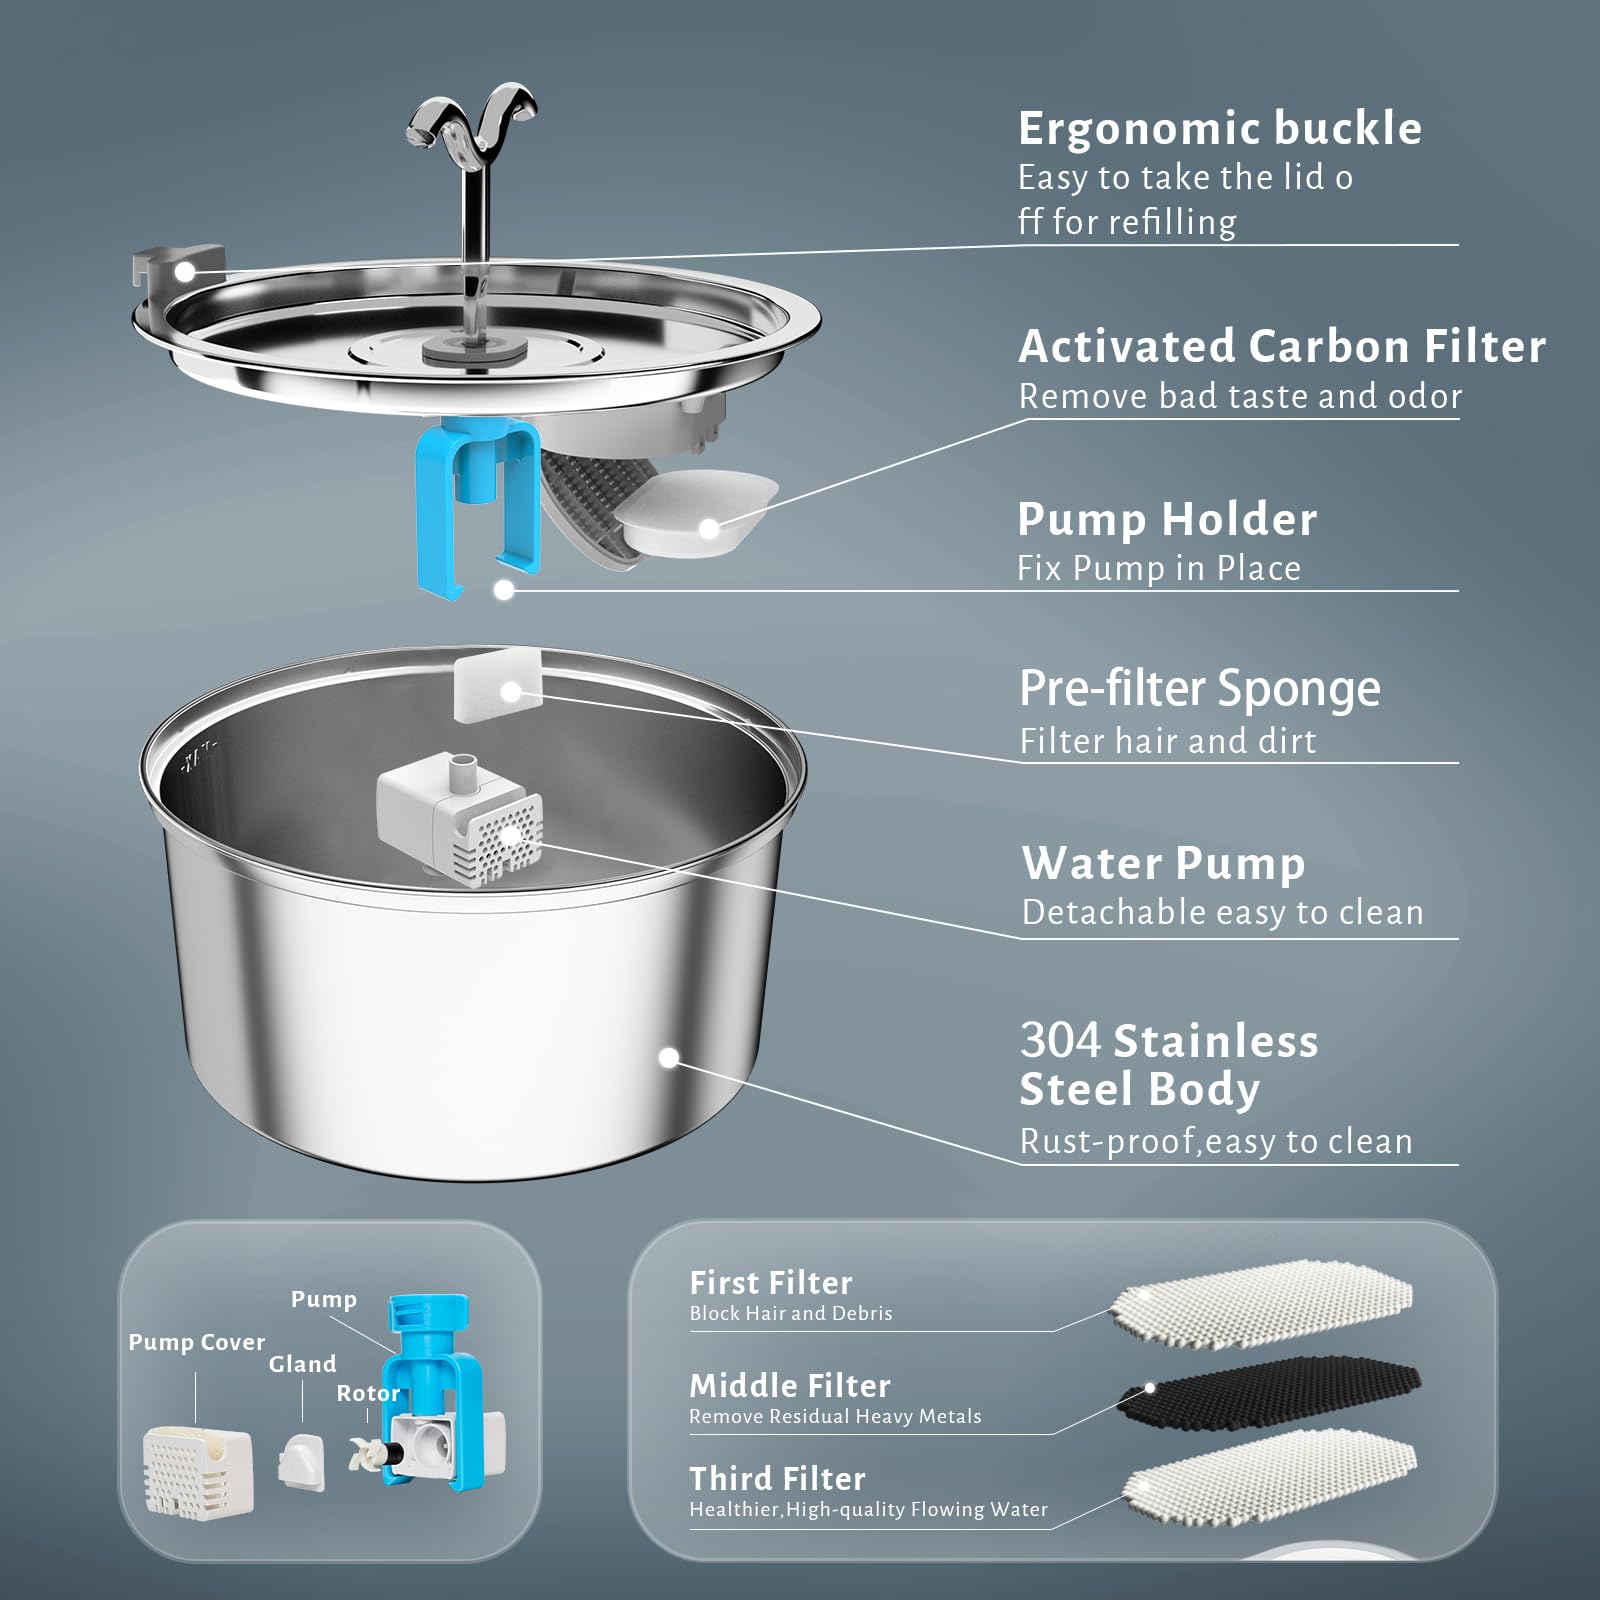 Ergonomic buckle
Easy to take the lid o
ff for refilling
Activated Carbon Filter
Remove bad taste and odor
Pump Holder
Fix Pump in Place
Pre-filter Sponge
Filter hair and dirt
-MAX-
Water Pump
Detachable easy to clean
304 Stainless
Steel Body
Rust-proof,easy to clean
Pump
Pump Cover
Gland
Rotor
First Filter
Block Hair and Debris
Middle Filter
Remove Residual Heavy Metals
Third Filter
Healthier,High-quality Flowing Water